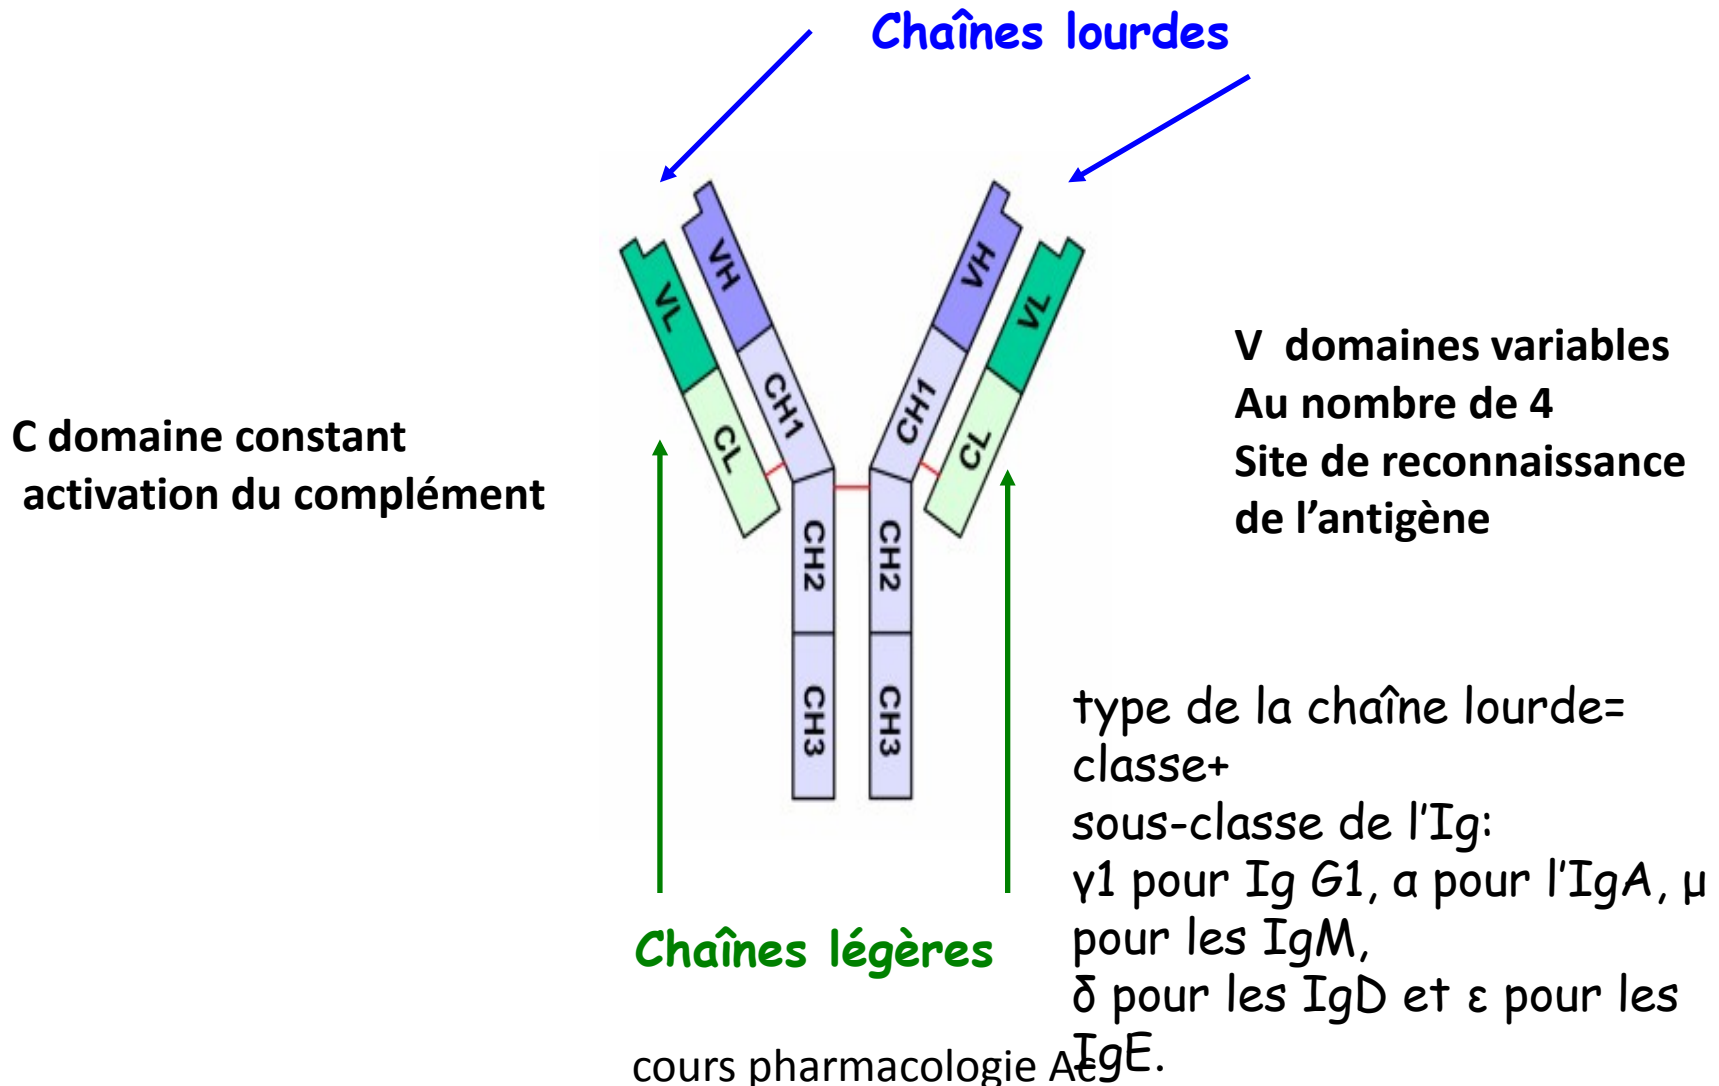 Chaînes lourdes
VH
VH
VL
VL
CH1
CH1
CL
CL
CH2
CH2
CH3
CH3
C domaine constant
activation du complément
V domaines variables
Au nombre de 4
Site de reconnaissance
de l’antigène
Chaînes légères
type de la chaîne lourde=
classe+
sous-classe de l’Ig:
γ1 pour Ig G1, α pour l’IgA, μ
pour les IgM,
δ pour les IgD et ε pour les
IgE.
cours pharmacologie Ac